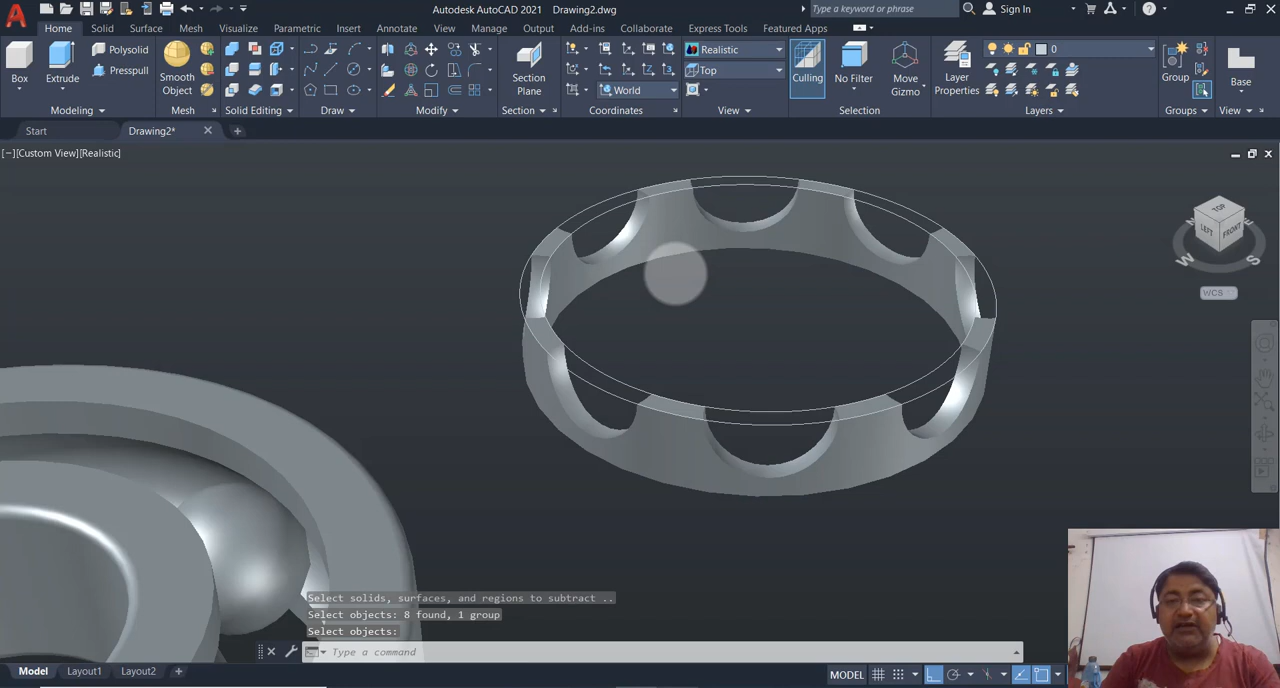 Autodesk AutoCAD 2021 Drawing2.dwg
Type a keyword or phrase
Sign In
Home Solid Surface Mesh Visualize Parametric Insert Annotate View Manage Output Add-ins Collaborate Express Tools Featured Apps
Polysolid
Presspull
Box
Extrude
Smooth
Object
Section
Plane
World
Realistic
Top
Culling
No Filter
Move
Gizmo
Layer
Properties
0
Group
Base
Modeling Mesh Solid Editing Draw Modify Section Coordinates View Selection Layers Groups View
Start Drawing2*
[−][Custom View][Realistic]
TOP
LEFT
FRONT
W
S
WCS
Select solids, surfaces, and regions to subtract ..
Select objects: 8 found, 1 group
Select objects:
Type a command
Model Layout1 Layout2
MODEL